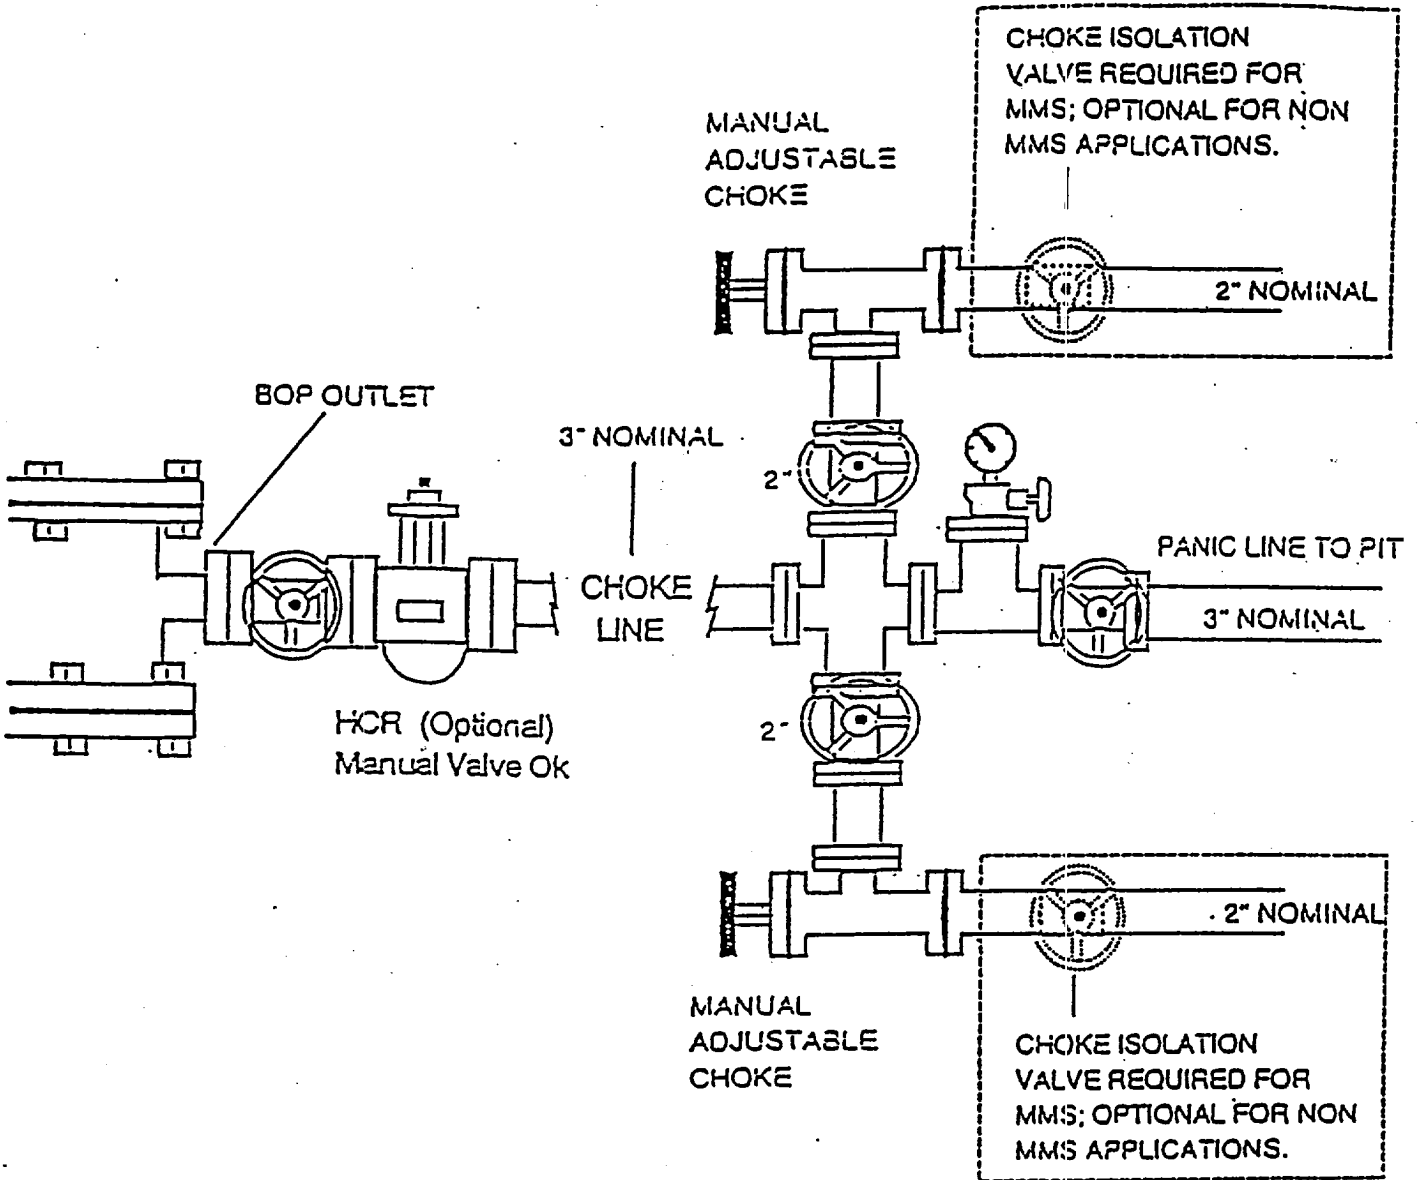 CHOKE ISOLATION
VALVE REQUIRED FOR
MMS; OPTIONAL FOR NON
MMS APPLICATIONS.
MANUAL
ADJUSTABLE
CHOKE
2" NOMINAL
BOP OUTLET
3" NOMINAL
2"
PANIC LINE TO PIT
CHOKE
LINE
3" NOMINAL
HCR (Optional)
Manual Valve Ok
2"
2" NOMINAL
MANUAL
ADJUSTABLE
CHOKE
CHOKE ISOLATION
VALVE REQUIRED FOR
MMS; OPTIONAL FOR NON
MMS APPLICATIONS.